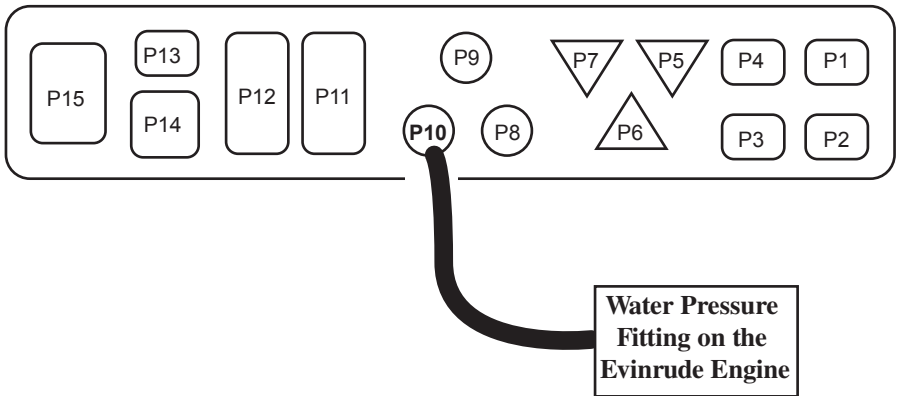 P15
P13
P14
P12
P11
P9
P10
P8
P7
P5
P6
P4
P1
P3
P2
Water Pressure
Fitting on the
Evinrude Engine